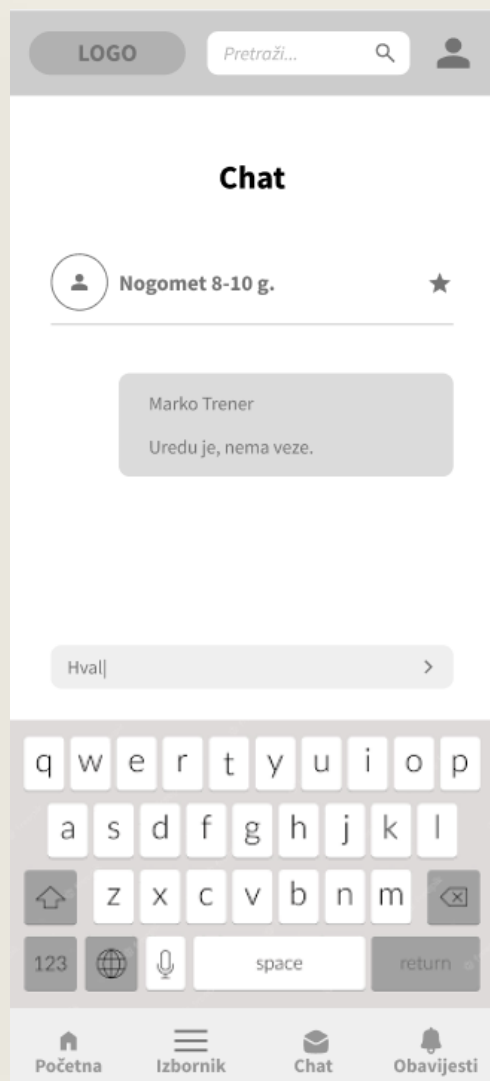 LOGO
Pretraži...
Chat
Nogomet 8-10 g.
Marko Trener
Uredu je, nema veze.
Hval
q w e r t y u i o p
a s d f g h j k l
z x c v b n m
123 space return
Početna Izbornik Chat Obavijesti